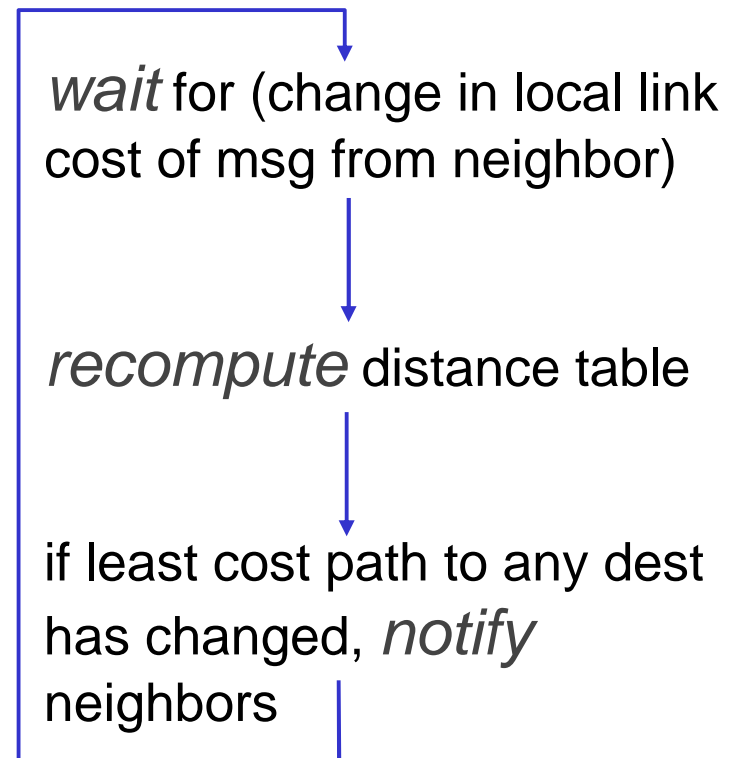 wait for (change in local link
cost of msg from neighbor)
recompute distance table
if least cost path to any dest
has changed, notify
neighbors